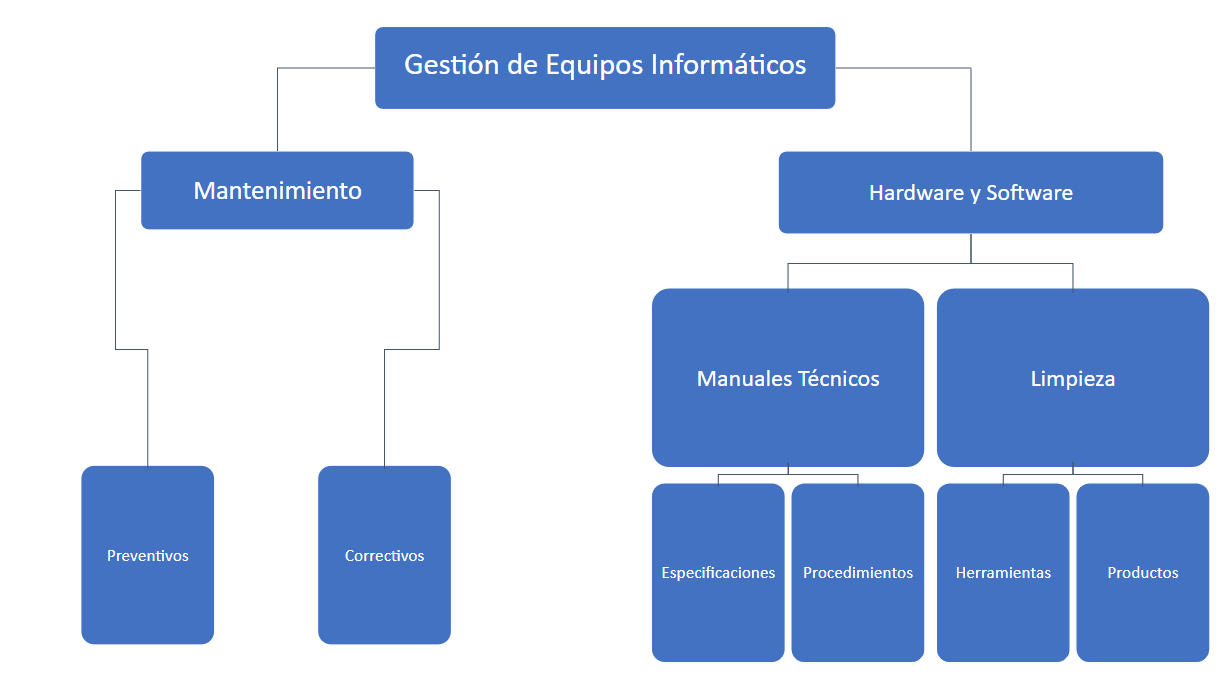 Gestión de Equipos Informáticos
Mantenimiento
Hardware y Software
Manuales Técnicos
Limpieza
Preventivos
Correctivos
Especificaciones
Procedimientos
Herramientas
Productos